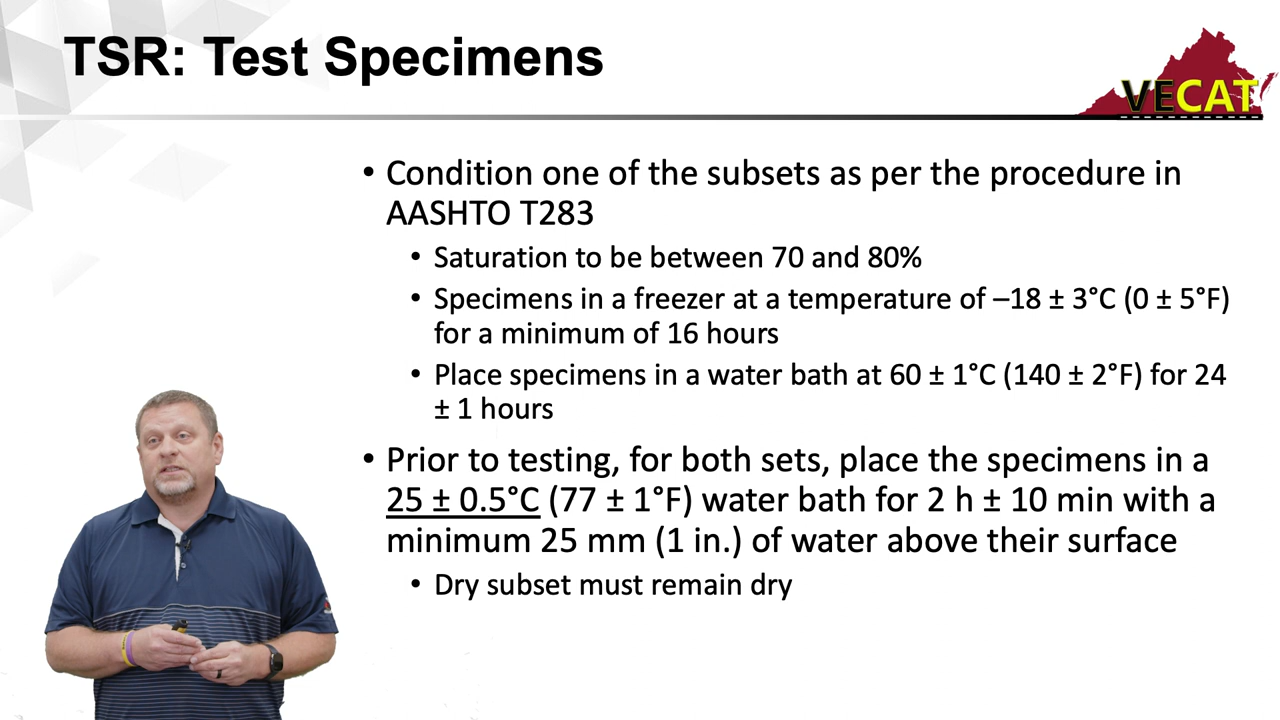 TSR: Test Specimens
VECAT
• Condition one of the subsets as per the procedure in
AASHTO T283
• Saturation to be between 70 and 80%
• Specimens in a freezer at a temperature of –18 ± 3°C (0 ± 5°F)
for a minimum of 16 hours
• Place specimens in a water bath at 60 ± 1°C (140 ± 2°F) for 24
± 1 hours
• Prior to testing, for both sets, place the specimens in a
25 ± 0.5°C (77 ± 1°F) water bath for 2 h ± 10 min with a
minimum 25 mm (1 in.) of water above their surface
• Dry subset must remain dry